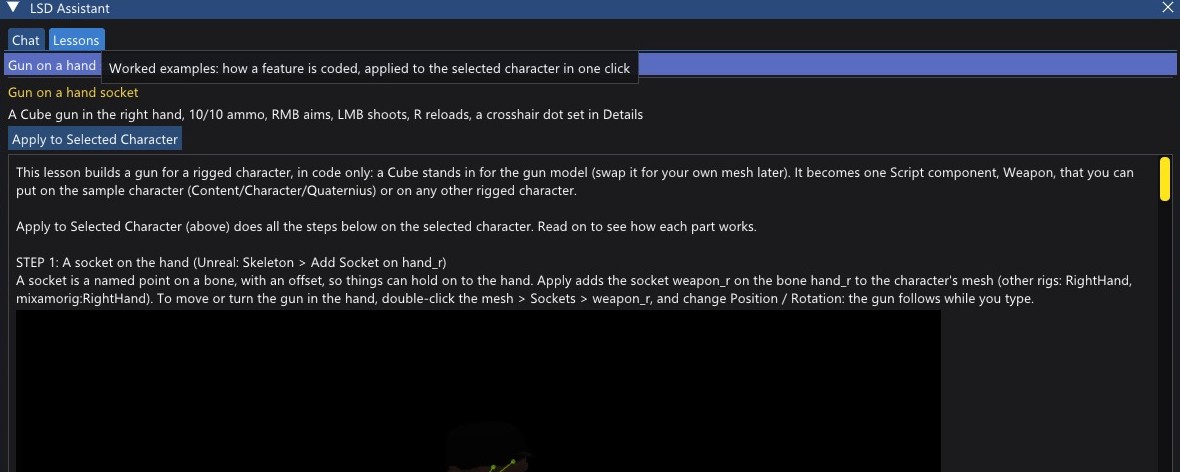 LSD Assistant
Chat Lessons
Gun on a hand
Worked examples: how a feature is coded, applied to the selected character in one click
Gun on a hand socket
A Cube gun in the right hand, 10/10 ammo, RMB aims, LMB shoots, R reloads, a crosshair dot set in Details
Apply to Selected Character
This lesson builds a gun for a rigged character, in code only: a Cube stands in for the gun model (swap it for your own mesh later). It becomes one Script component, Weapon, that you can
put on the sample character (Content/Character/Quaternius) or on any other rigged character.
Apply to Selected Character (above) does all the steps below on the selected character. Read on to see how each part works.
STEP 1: A socket on the hand (Unreal: Skeleton > Add Socket on hand_r)
A socket is a named point on a bone, with an offset, so things can hold on to the hand. Apply adds the socket weapon_r on the bone hand_r to the character's mesh (other rigs: RightHand,
mixamorig:RightHand). To move or turn the gun in the hand, double-click the mesh > Sockets > weapon_r, and change Position / Rotation: the gun follows while you type.